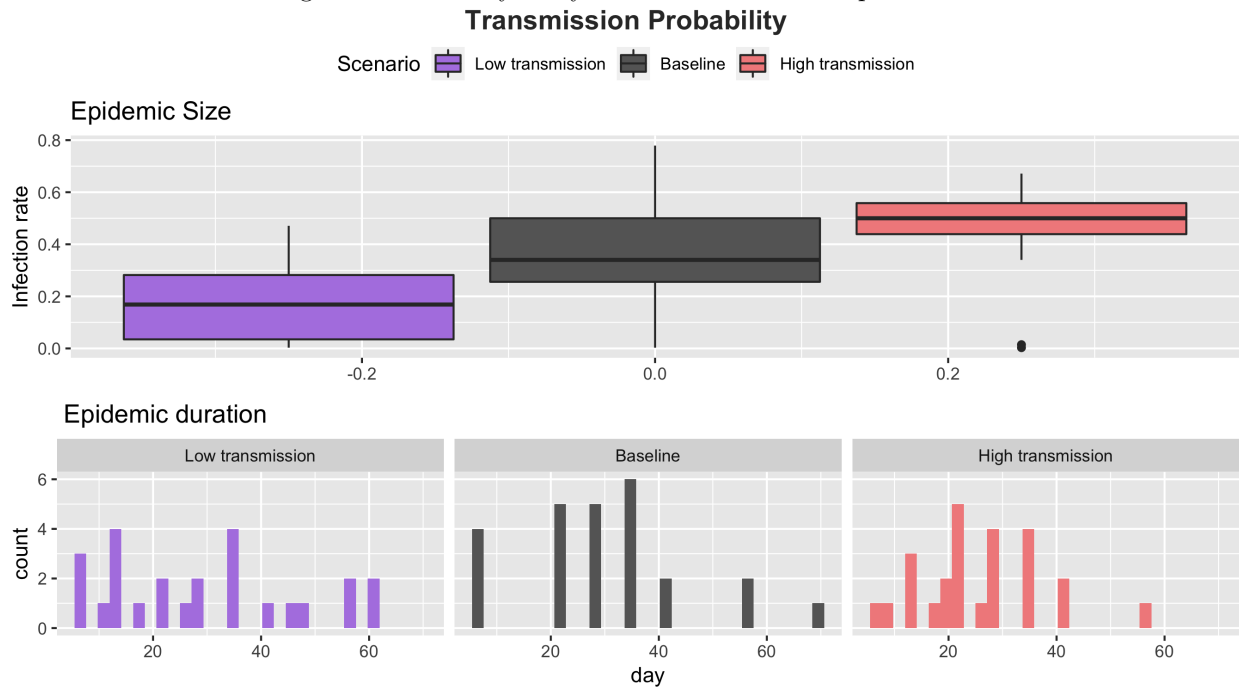 Transmission Probability
Scenario Low transmission Baseline High transmission
Epidemic Size
Infection rate
0.8
0.6
0.4
0.2
0.0
-0.2 0.0 0.2
Epidemic duration
Low transmission Baseline High transmission
count
6
4
2
0
20 40 60 20 40 60 20 40 60
day